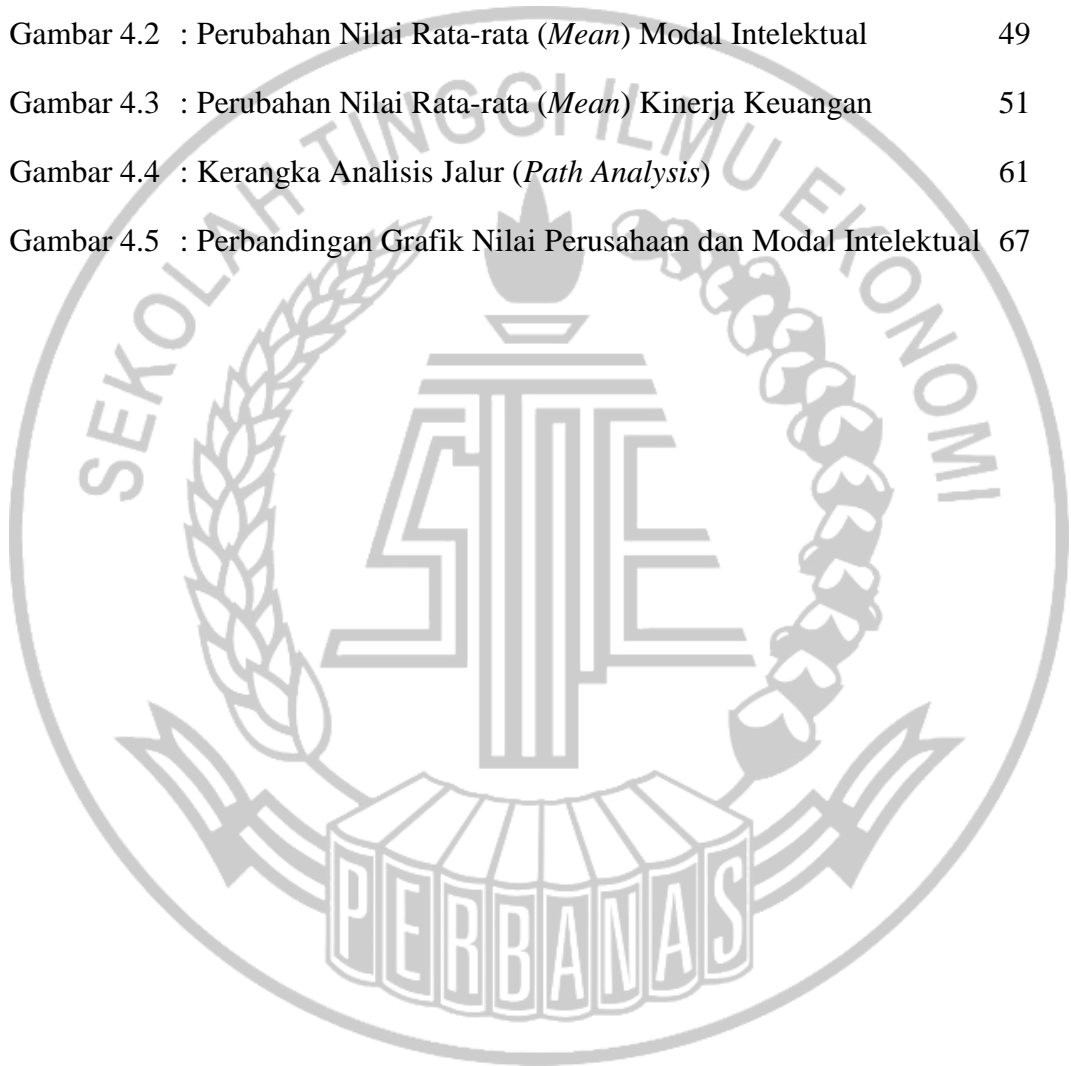 Gambar 4.2 : Perubahan Nilai Rata-rata (Mean) Modal Intelektual 49
Gambar 4.3 : Perubahan Nilai Rata-rata (Mean) Kinerja Keuangan 51
Gambar 4.4 : Kerangka Analisis Jalur (Path Analysis) 61
Gambar 4.5 : Perbandingan Grafik Nilai Perusahaan dan Modal Intelektual 67
SEKOLAH TINGGI ILMU EKONOMI
STIE
PERBANAS